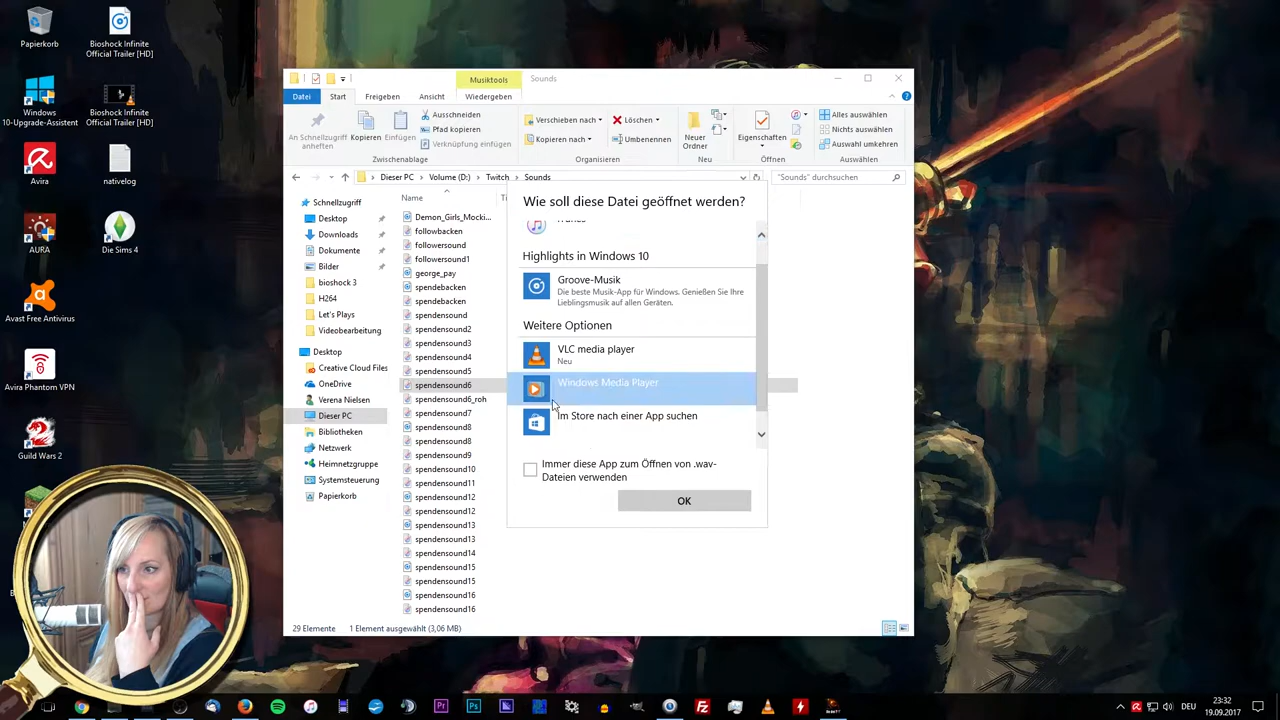 Papierkorb
Bioshock Infinite
Official Trailer [HD]
Windows
10-Upgrade-Assistent
Bioshock Infinite
Official Trailer [HD]
Avira
nativelog
AURA
Die Sims 4
Avast Free Antivirus
Avira Phantom VPN
Guild Wars 2
Musiktools
Sounds
Datei
Start
Freigeben
Ansicht
Wiedergeben
An Schnellzugriff
anheften
Kopieren
Einfügen
Ausschneiden
Pfad kopieren
Verknüpfung einfügen
Zwischenablage
Verschieben nach
Kopieren nach
Löschen
Umbenennen
Organisieren
Neuer
Ordner
Neu
Eigenschaften
Öffnen
Alles auswählen
Nichts auswählen
Auswahl umkehren
Auswählen
Dieser PC
Volume (D:)
Twitch
Sounds
"Sounds" durchsuchen
Schnellzugriff
Desktop
Downloads
Dokumente
Bilder
bioshock 3
H264
Let's Plays
Videobearbeitung
Desktop
Creative Cloud Files
OneDrive
Verena Nielsen
Dieser PC
Bibliotheken
Netzwerk
Heimnetzgruppe
Systemsteuerung
Papierkorb
Name
Demon_Girls_Mocki...
followbacken
followersound
followersound1
george_pay
spendebacken
spendebacken
spendensound
spendensound2
spendensound3
spendensound4
spendensound5
spendensound6
spendensound6_roh
spendensound7
spendensound8
spendensound8
spendensound9
spendensound10
spendensound11
spendensound12
spendensound12
spendensound13
spendensound13
spendensound14
spendensound15
spendensound15
spendensound16
spendensound16
Wie soll diese Datei geöffnet werden?
Highlights in Windows 10
Groove-Musik
Die beste Musik-App für Windows. Genießen Sie Ihre
Lieblingsmusik auf allen Geräten.
Weitere Optionen
VLC media player
Neu
Windows Media Player
Im Store nach einer App suchen
Immer diese App zum Öffnen von .wav-
Dateien verwenden
OK
29 Elemente
1 Element ausgewählt (3,06 MB)
DEU
23:32
19.09.2017